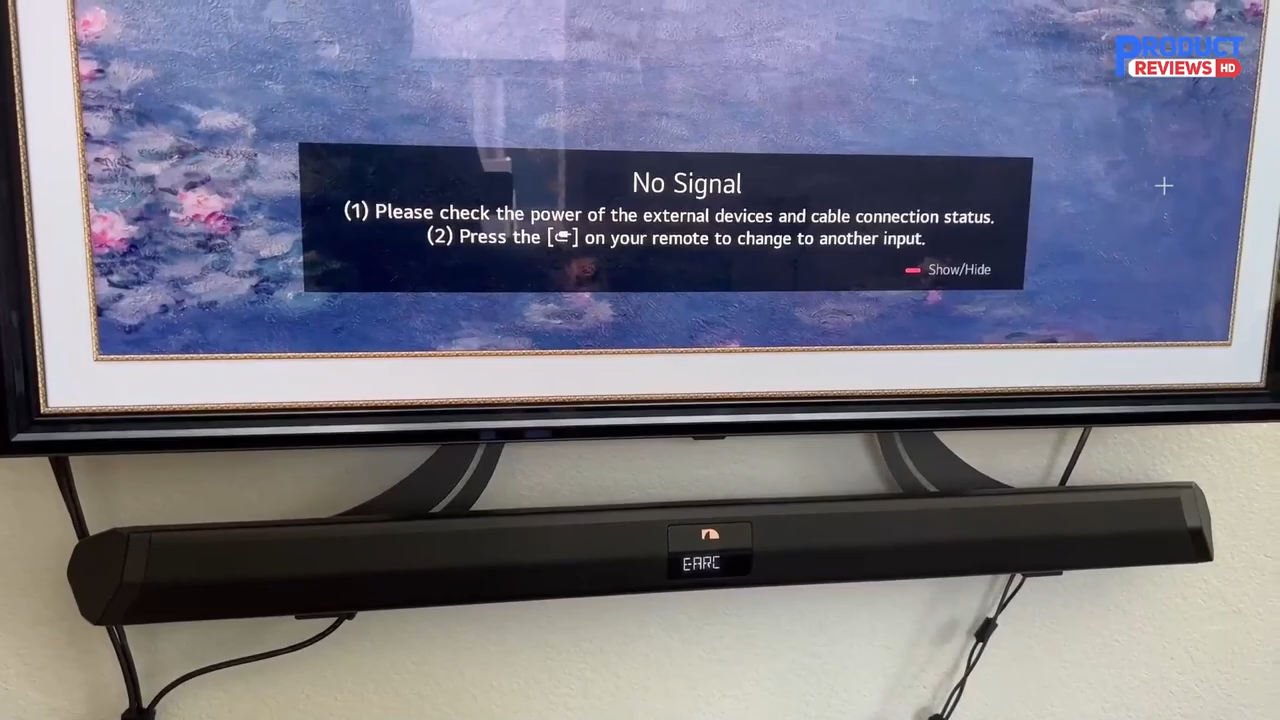 PRODUCT
REVIEWS HD
No Signal
(1) Please check the power of the external devices and cable connection status.
(2) Press the [ ] on your remote to change to another input.
Show/Hide
E-ARC